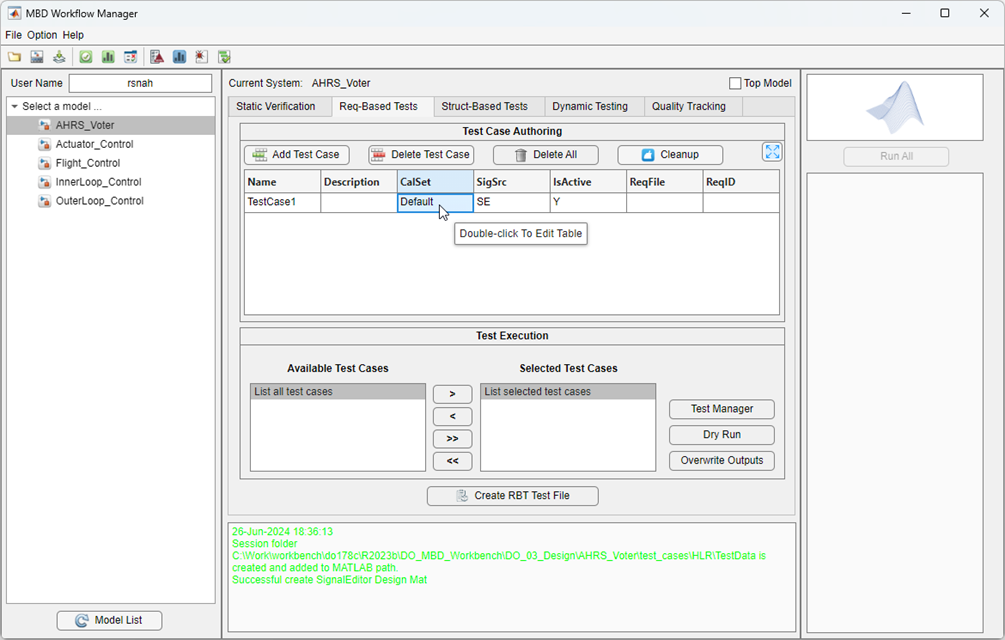 MBD Workflow Manager
File Option Help
User Name rsnah
Select a model ...
AHRS_Voter
Actuator_Control
Flight_Control
InnerLoop_Control
OuterLoop_Control
Model List
Current System: AHRS_Voter Top Model
Static Verification Req-Based Tests Struct-Based Tests Dynamic Testing Quality Tracking
Test Case Authoring
Add Test Case Delete Test Case Delete All Cleanup
Name Description CalSet SigSrc IsActive ReqFile ReqID
TestCase1 Default SE Y
Double-click To Edit Table
Test Execution
Available Test Cases Selected Test Cases
List all test cases > List selected test cases
<
>>
<<
Test Manager
Dry Run
Overwrite Outputs
Create RBT Test File
26-Jun-2024 18:36:13
Session folder
C:\Work\workbench\do178c\R2023b\DO_MBD_Workbench\DO_03_Design\AHRS_Voter\test_cases\HLR\TestData is
created and added to MATLAB path.
Successful create SignalEditor Design Mat
Run All